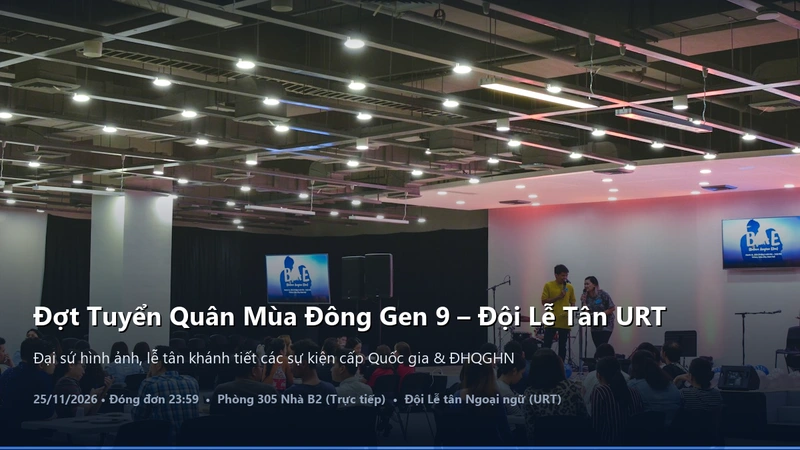 B E
B E
Đợt Tuyển Quân Mùa Đông Gen 9 – Đội Lễ Tân URT
Đại sứ hình ảnh, lễ tân khánh tiết các sự kiện cấp Quốc gia & ĐHQGHN
25/11/2026 • Đóng đơn 23:59 • Phòng 305 Nhà B2 (Trực tiếp) • Đội Lễ tân Ngoại ngữ (URT)